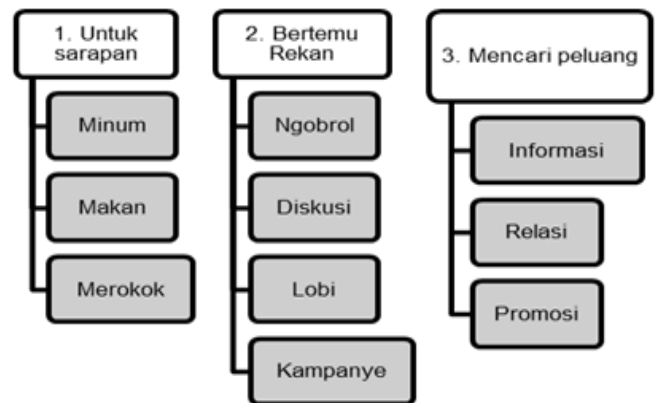 1. Untuk
sarapan
Minum
Makan
Merokok
2. Bertemu
Rekan
Ngobrol
Diskusi
Lobi
Kampanye
3. Mencari peluang
Informasi
Relasi
Promosi